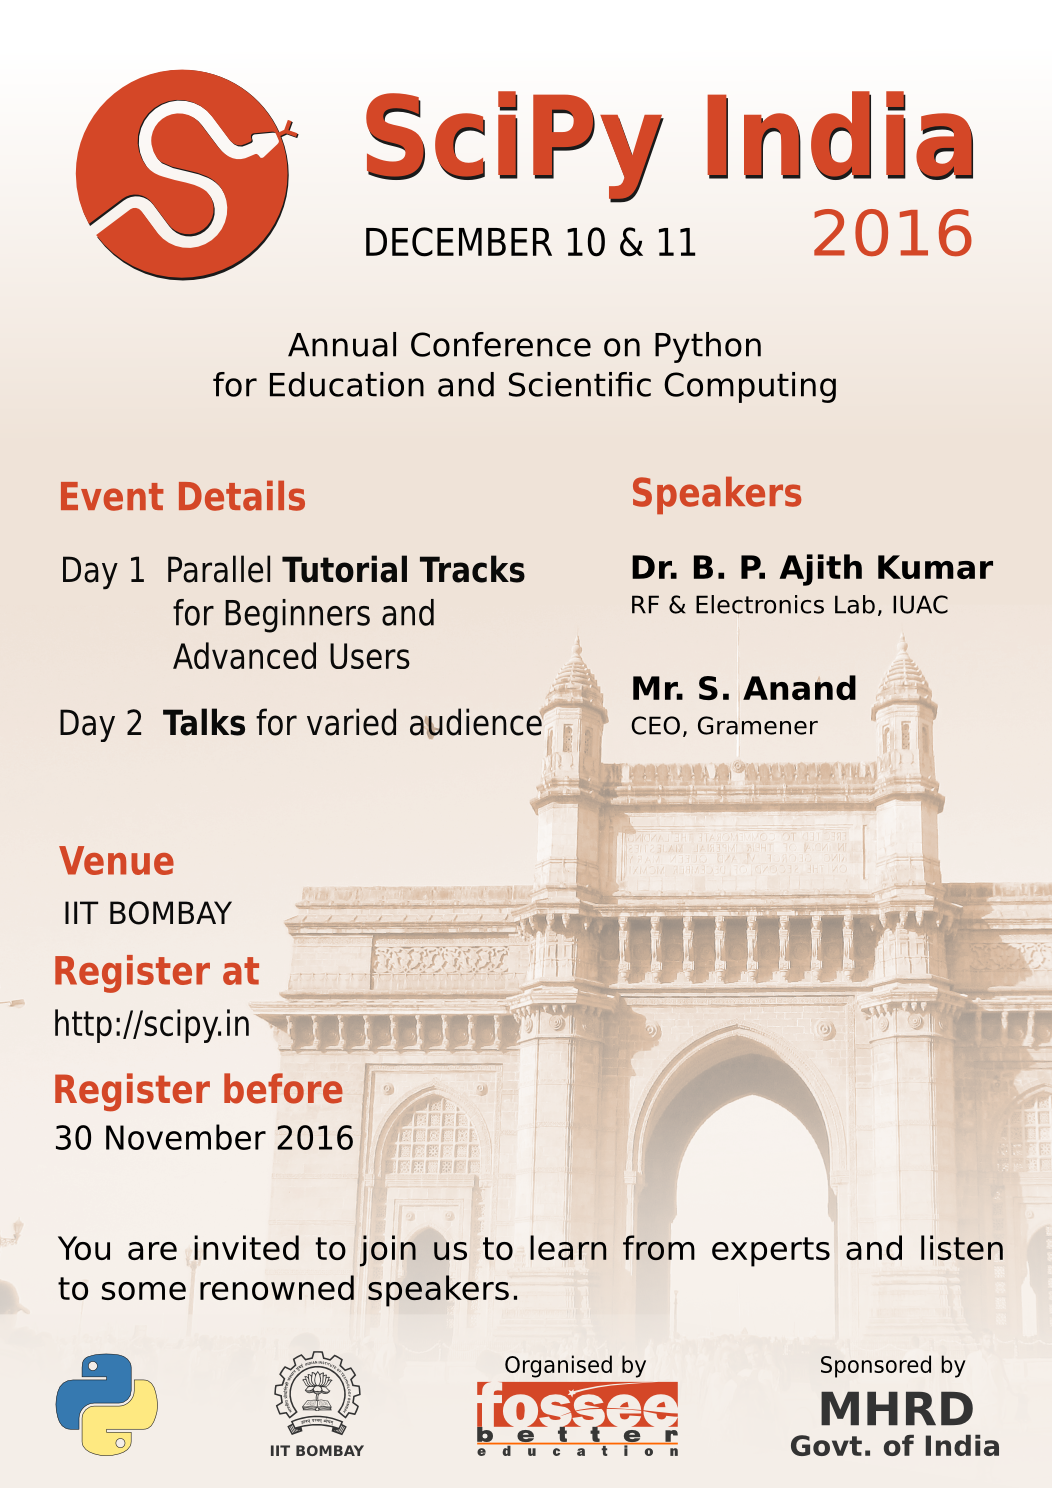 SciPy India
DECEMBER 10 & 11
2016
Annual Conference on Python
for Education and Scientific Computing
Event Details
Day 1 Parallel Tutorial Tracks
for Beginners and
Advanced Users
Day 2 Talks for varied audience
Speakers
Dr. B. P. Ajith Kumar
RF & Electronics Lab, IUAC
Mr. S. Anand
CEO, Gramener
Venue
IIT BOMBAY
Register at
http://scipy.in
Register before
30 November 2016
You are invited to join us to learn from experts and listen
to some renowned speakers.
IIT BOMBAY
Organised by
fossee
better
education
Sponsored by
MHRD
Govt. of India